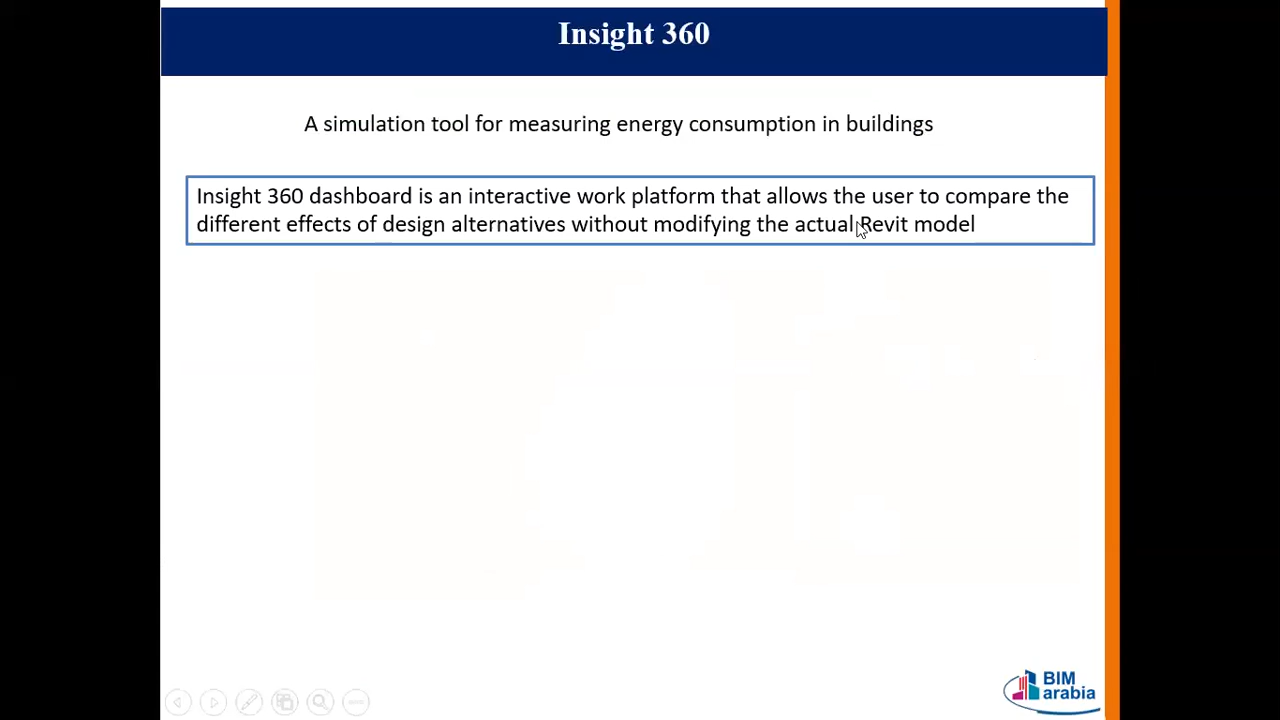 Insight 360
A simulation tool for measuring energy consumption in buildings
Insight 360 dashboard is an interactive work platform that allows the user to compare the
different effects of design alternatives without modifying the actual Revit model
BIM
arabia